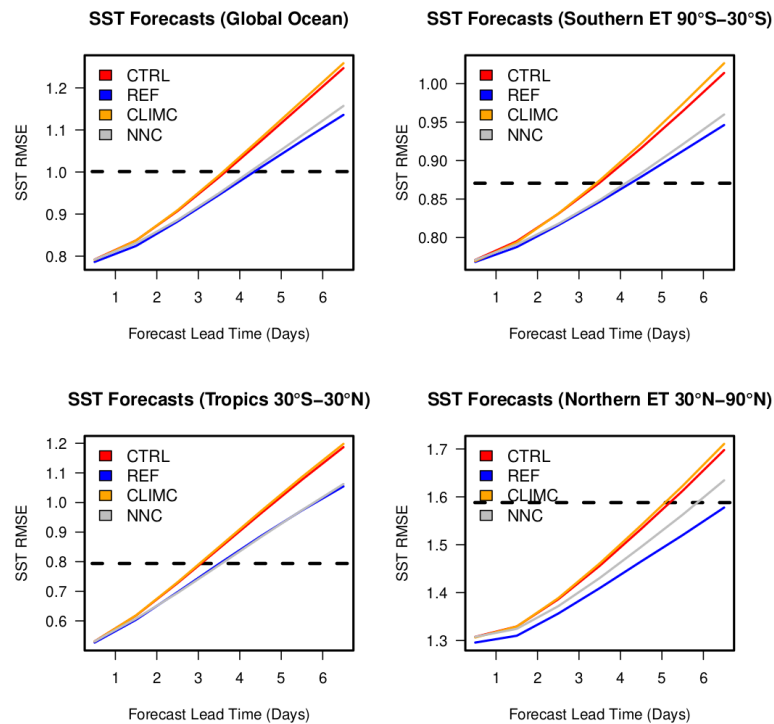 SST Forecasts (Global Ocean)
SST RMSE
1.2
1.1
1.0
0.9
0.8
CTRL
REF
CLIMC
NNC
1 2 3 4 5 6
Forecast Lead Time (Days)
SST Forecasts (Southern ET 90°S−30°S)
SST RMSE
1.00
0.95
0.90
0.85
0.80
CTRL
REF
CLIMC
NNC
1 2 3 4 5 6
Forecast Lead Time (Days)
SST Forecasts (Tropics 30°S−30°N)
SST RMSE
1.2
1.1
1.0
0.9
0.8
0.7
0.6
CTRL
REF
CLIMC
NNC
1 2 3 4 5 6
Forecast Lead Time (Days)
SST Forecasts (Northern ET 30°N−90°N)
SST RMSE
1.7
1.6
1.5
1.4
1.3
CTRL
REF
CLIMC
NNC
1 2 3 4 5 6
Forecast Lead Time (Days)